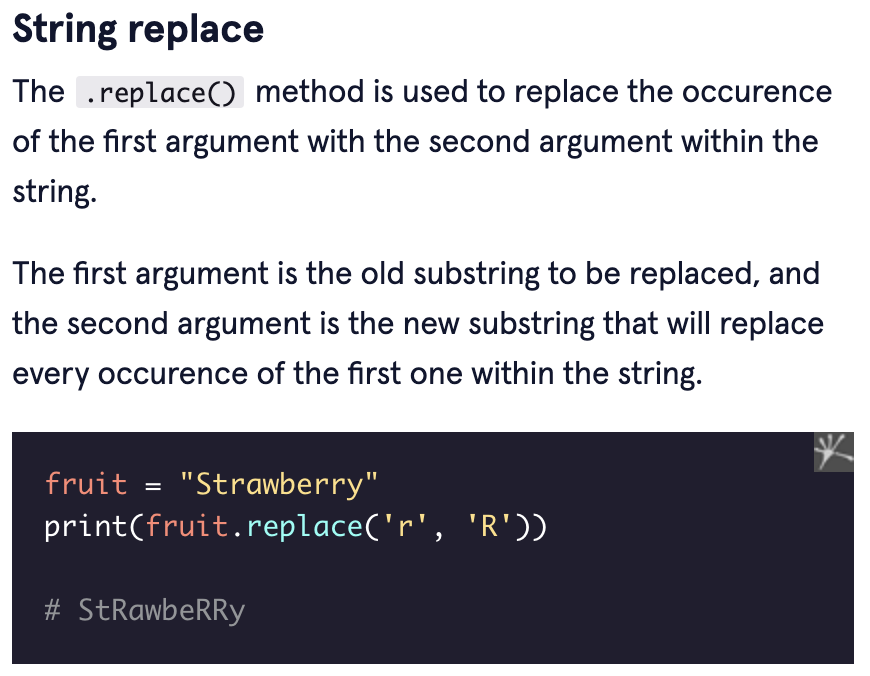 String replace
The .replace() method is used to replace the occurence
of the first argument with the second argument within the
string.
The first argument is the old substring to be replaced, and
the second argument is the new substring that will replace
every occurence of the first one within the string.
fruit = "Strawberry"
print(fruit.replace('r', 'R'))
# StRawbeRRy